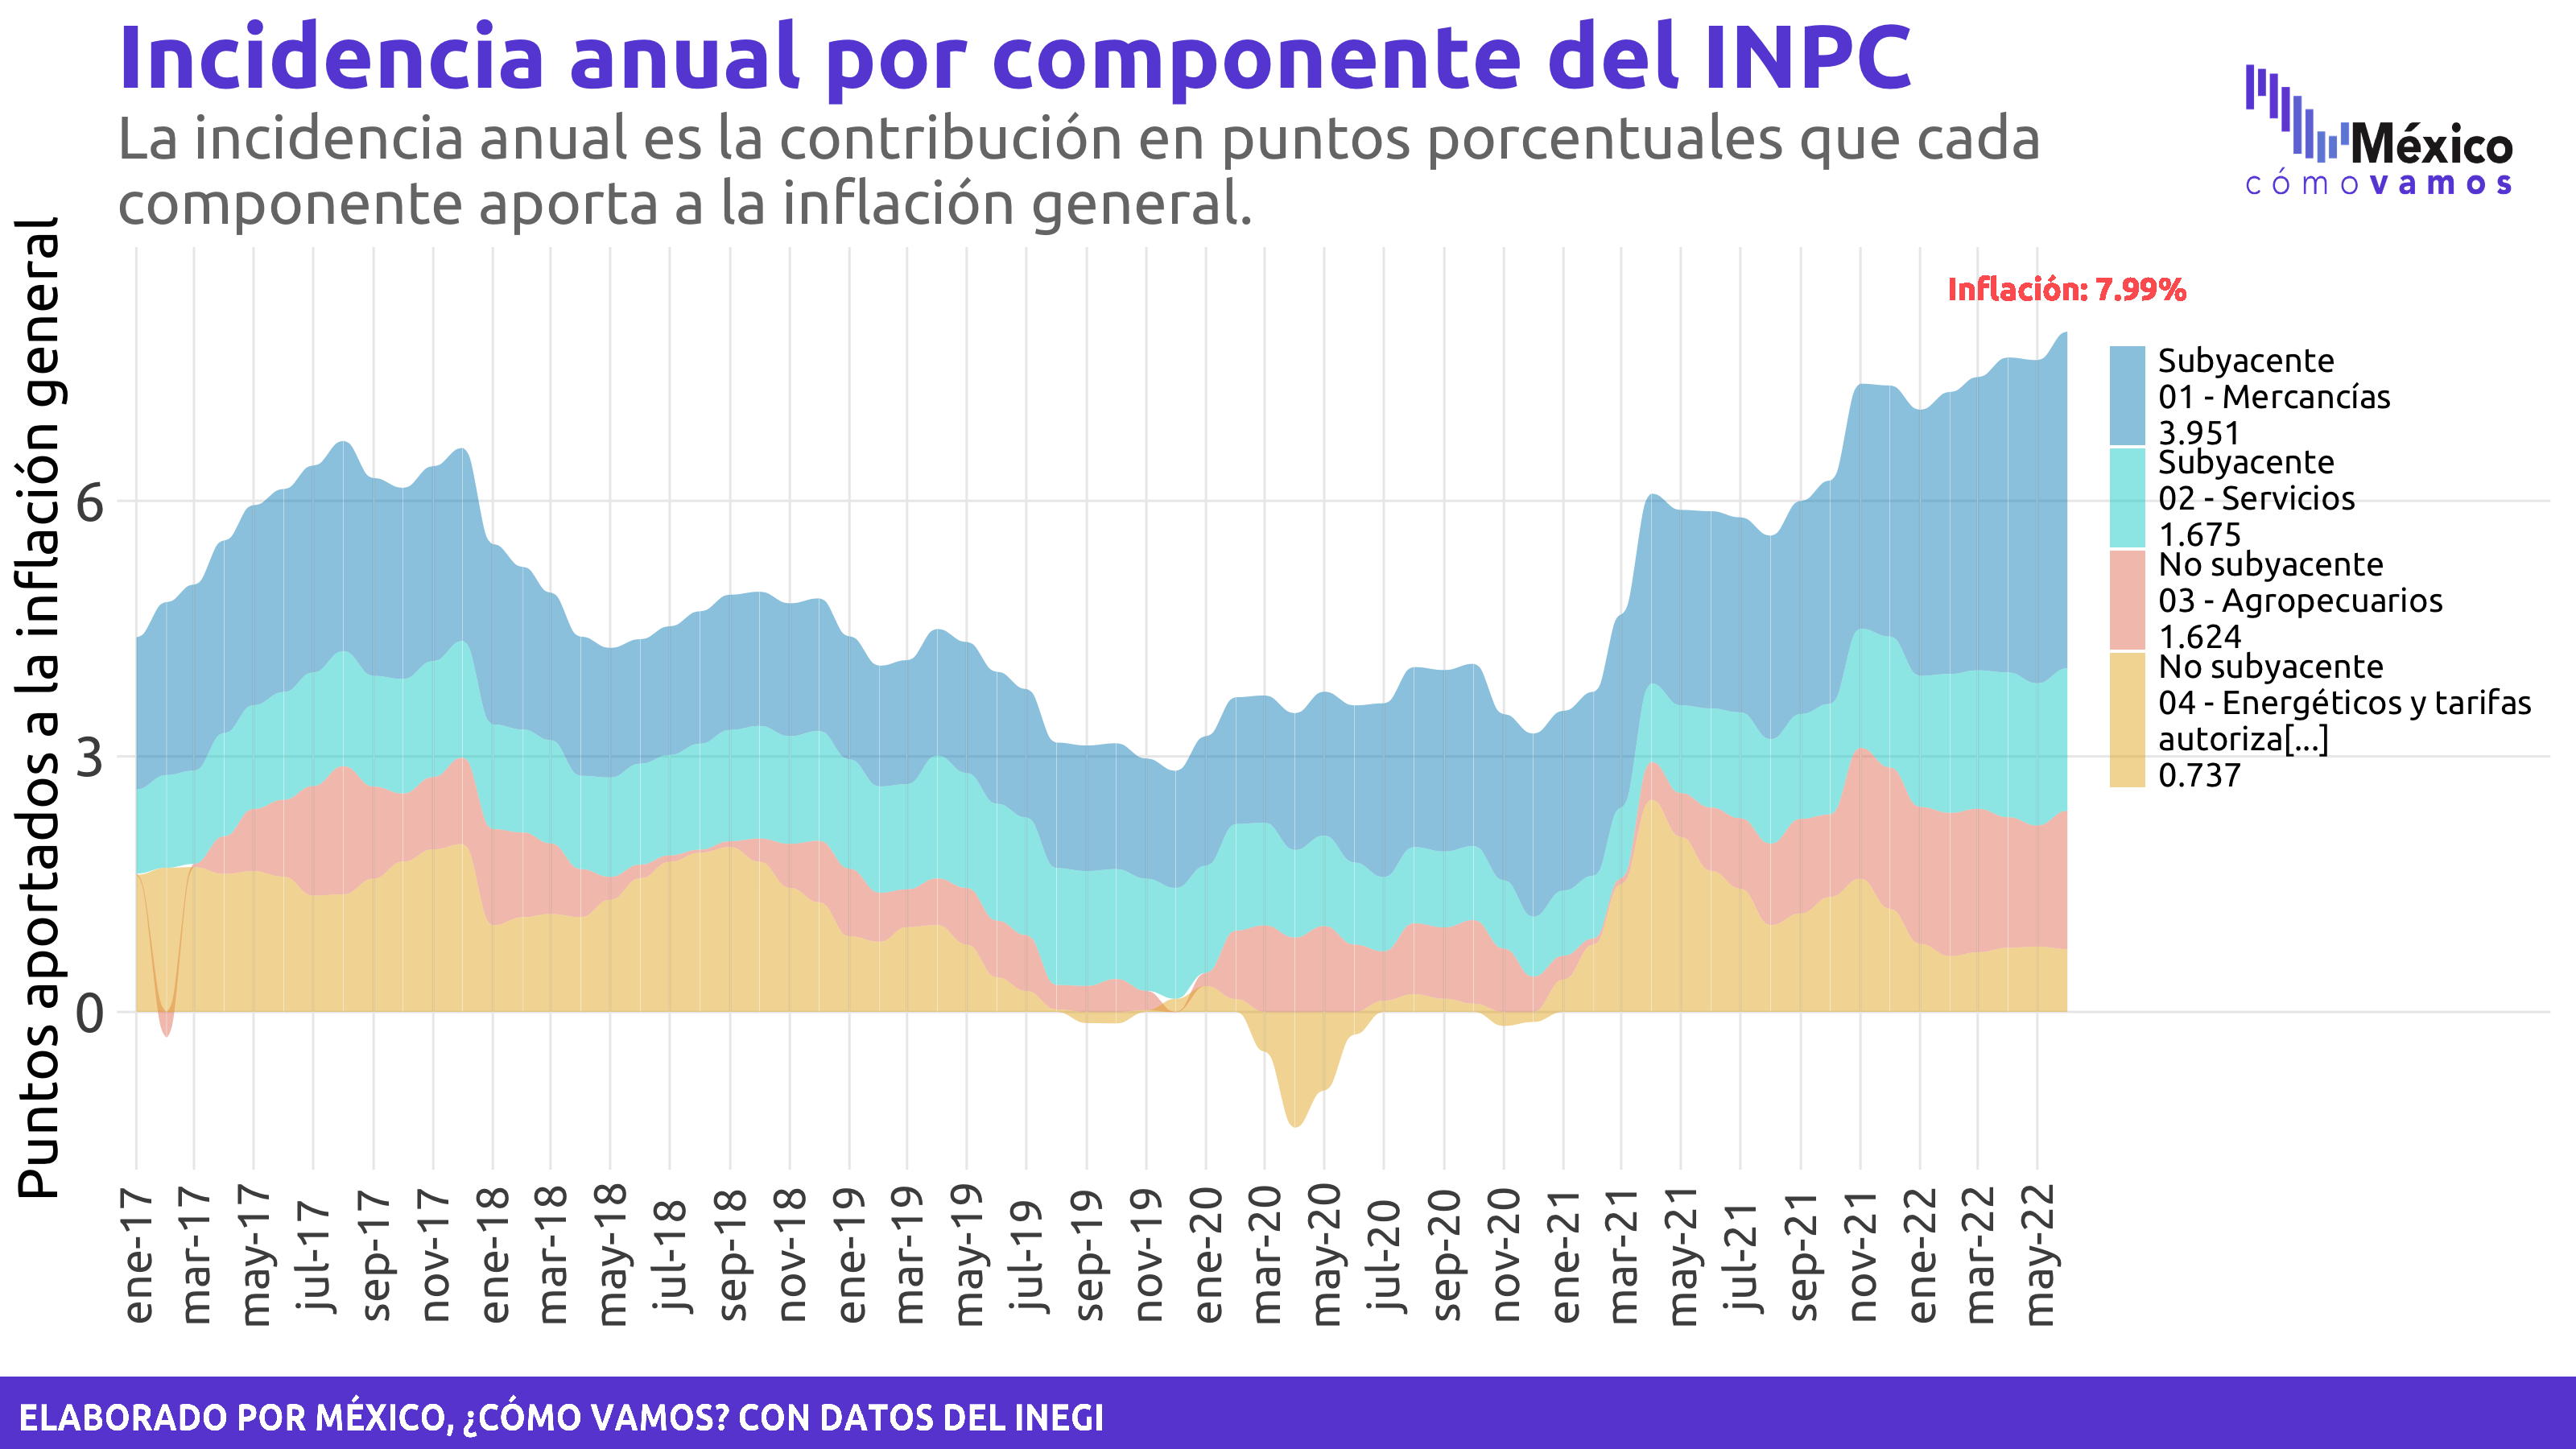 Incidencia anual por componente del INPC
La incidencia anual es la contribución en puntos porcentuales que cada
componente aporta a la inflación general.
México
cómo vamos
Puntos aportados a la inflación general
Inflación: 7.99%
6
3
0
Subyacente
01 - Mercancías
3.951
Subyacente
02 - Servicios
1.675
No subyacente
03 - Agropecuarios
1.624
No subyacente
04 - Energéticos y tarifas
autoriza[...]
0.737
ene-17
mar-17
may-17
jul-17
sep-17
nov-17
ene-18
mar-18
may-18
jul-18
sep-18
nov-18
ene-19
mar-19
may-19
jul-19
sep-19
nov-19
ene-20
mar-20
may-20
jul-20
sep-20
nov-20
ene-21
mar-21
may-21
jul-21
sep-21
nov-21
ene-22
mar-22
may-22
ELABORADO POR MÉXICO, ¿CÓMO VAMOS? CON DATOS DEL INEGI